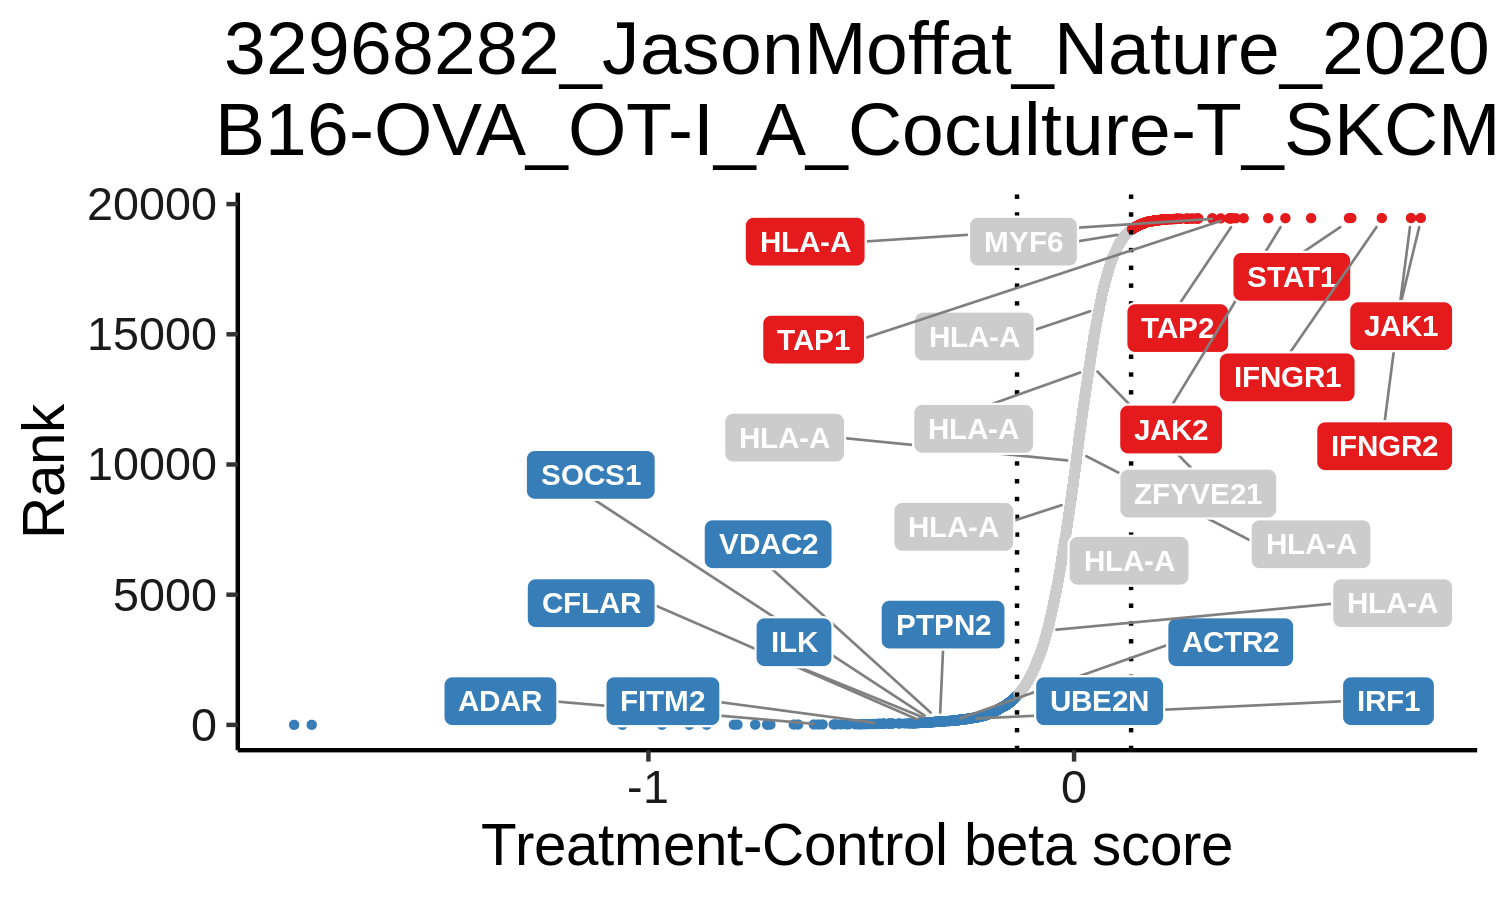 32968282_JasonMoffat_Nature_2020
B16-OVA_OT-I_A_Coculture-T_SKCM
Rank
20000
15000
10000
5000
0
HLA-A
MYF6
STAT1
TAP1
HLA-A
TAP2
JAK1
IFNGR1
HLA-A
HLA-A
JAK2
IFNGR2
SOCS1
ZFYVE21
HLA-A
VDAC2
HLA-A
HLA-A
CFLAR
PTPN2
HLA-A
ILK
ACTR2
ADAR
FITM2
UBE2N
IRF1
-1
0
Treatment-Control beta score